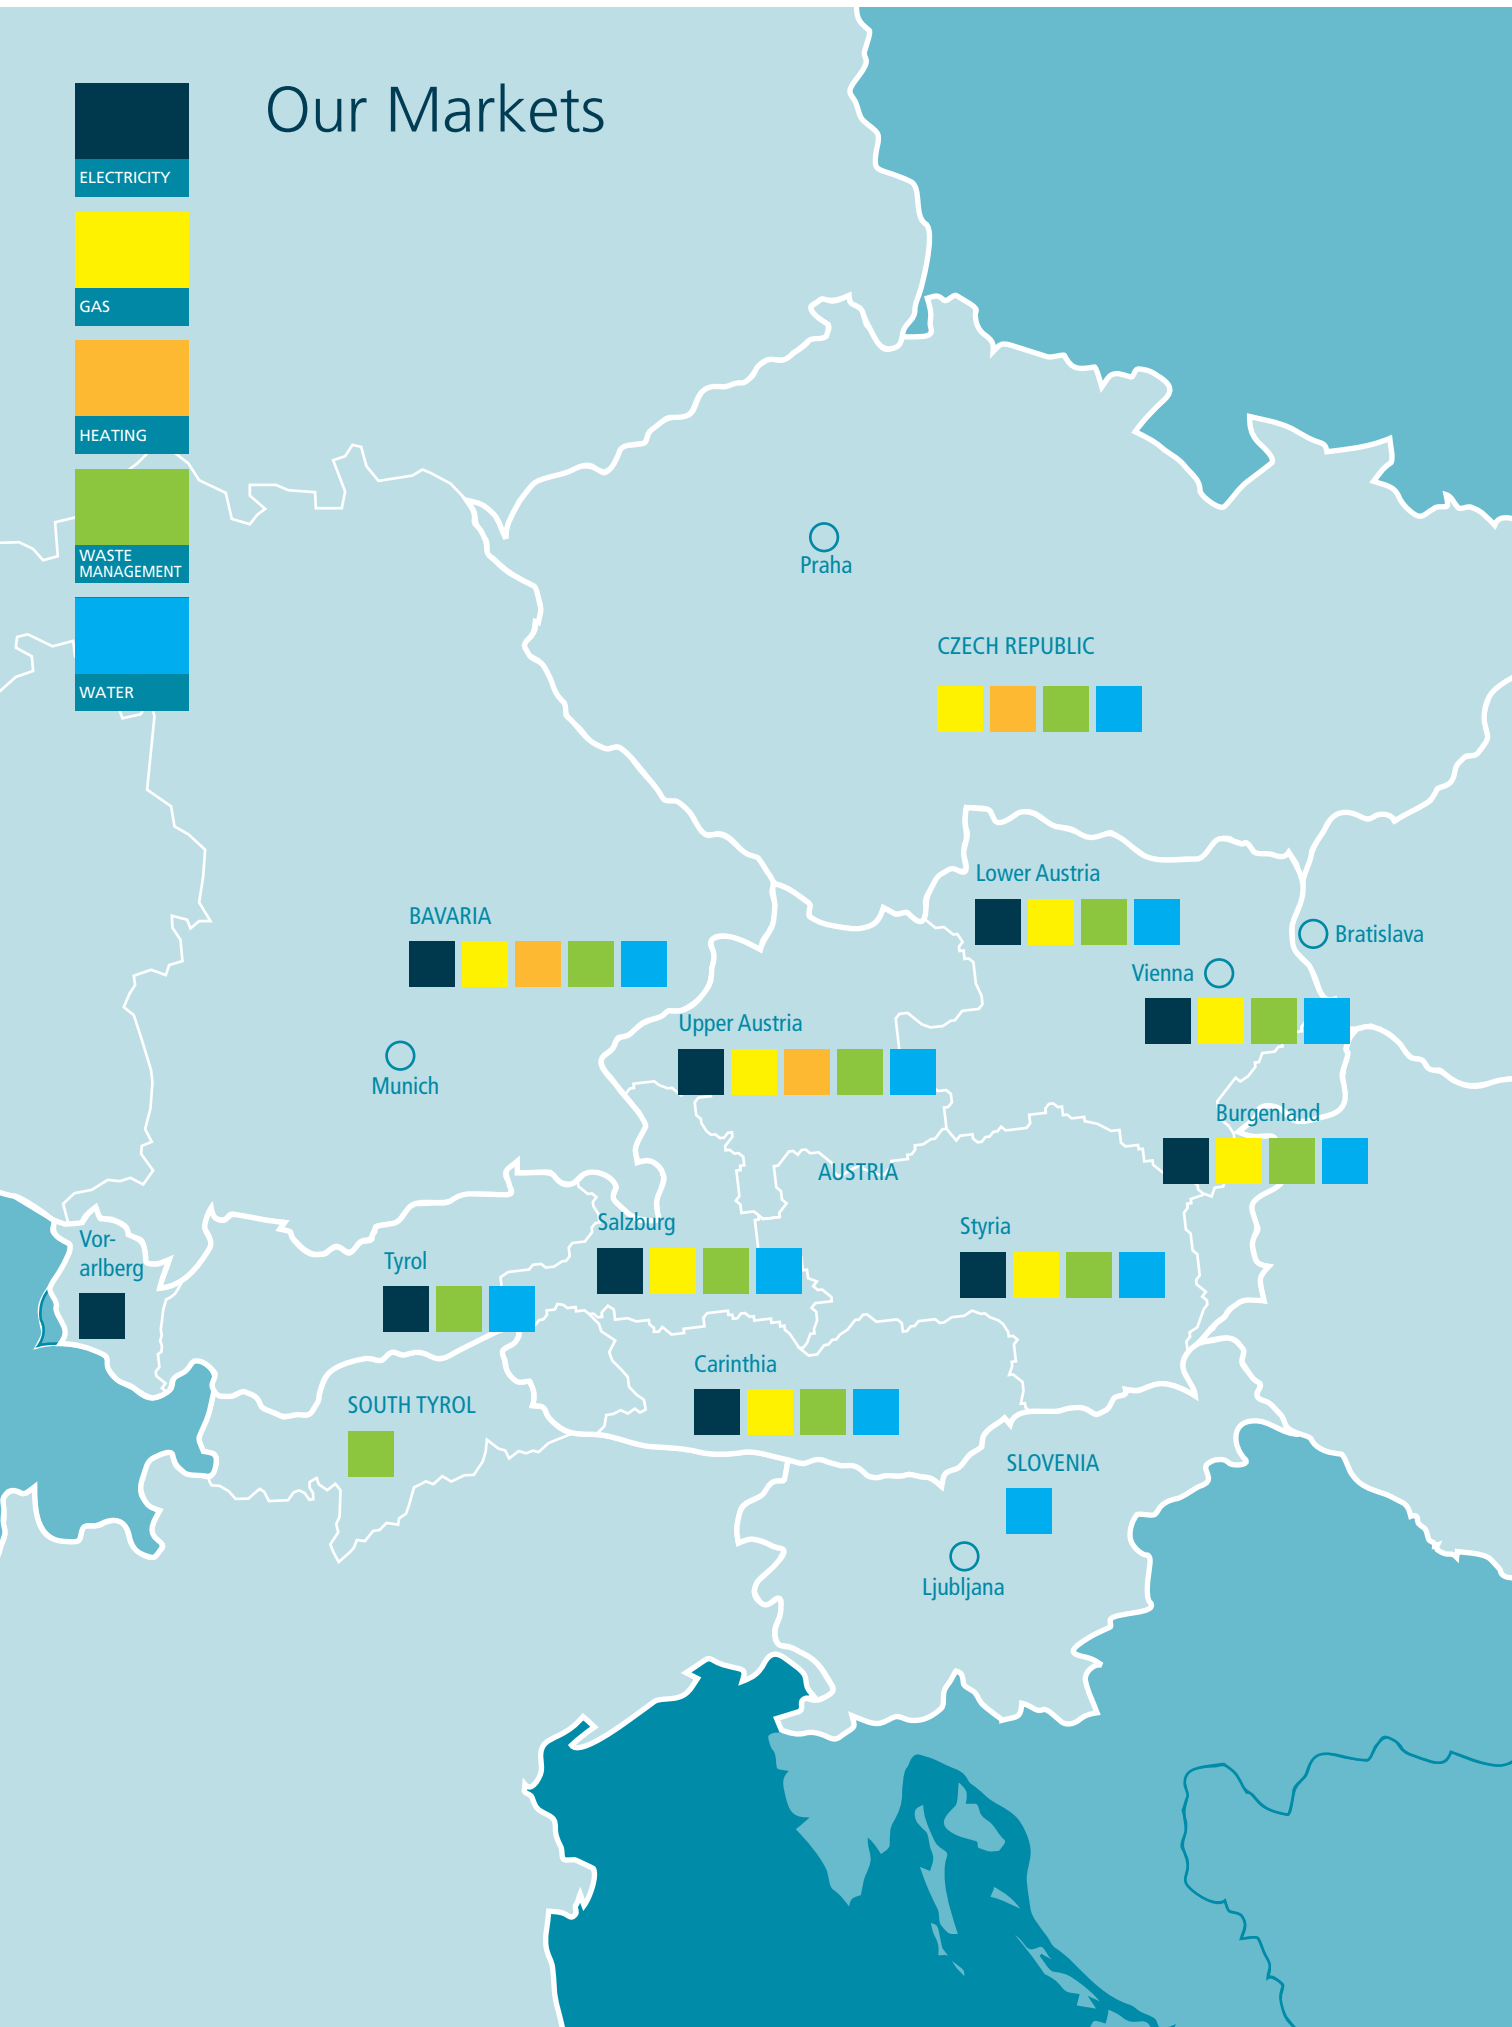 Our Markets
ELECTRICITY
GAS
HEATING
WASTE
MANAGEMENT
WATER
Praha
CZECH REPUBLIC
Lower Austria
BAVARIA
Bratislava
Vienna
Upper Austria
Munich
Burgenland
AUSTRIA
Salzburg
Styria
Vor-
arlberg
Tyrol
Carinthia
SOUTH TYROL
SLOVENIA
Ljubljana